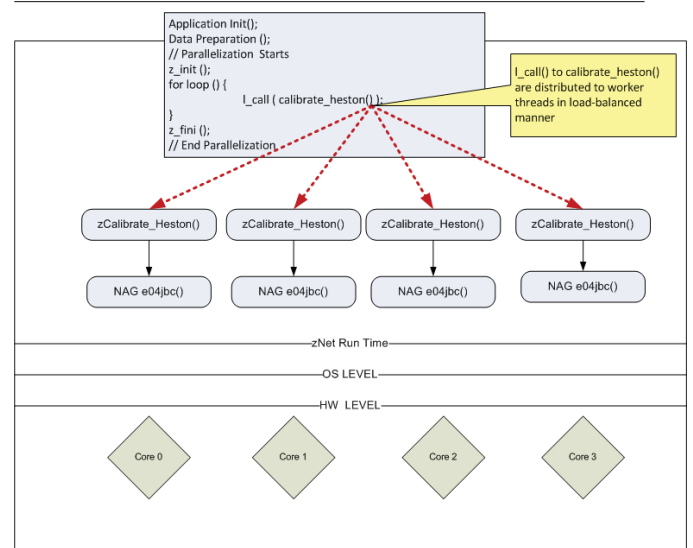 Application Init();
Data Preparation ();
// Parallelization Starts
z_init ();
for loop () {
l_call ( calibrate_heston() );
}
z_fini ();
// End Parallelization
l_call() to calibrate_heston()
are distributed to worker
threads in load-balanced
manner
zCalibrate_Heston()
zCalibrate_Heston()
zCalibrate_Heston()
zCalibrate_Heston()
NAG e04jbc()
NAG e04jbc()
NAG e04jbc()
NAG e04jbc()
zNet Run Time
OS LEVEL
HW LEVEL
Core 0
Core 1
Core 2
Core 3